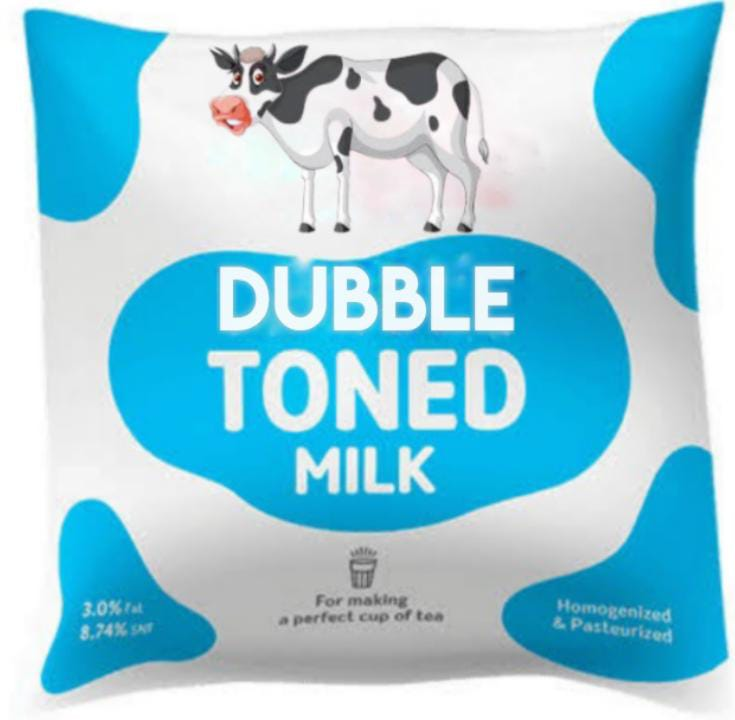 DUBBLE
TONED
MILK
For making
a perfect cup of tea
3.0% Fat
8.74% SNF
Homogenized
& Pasteurized